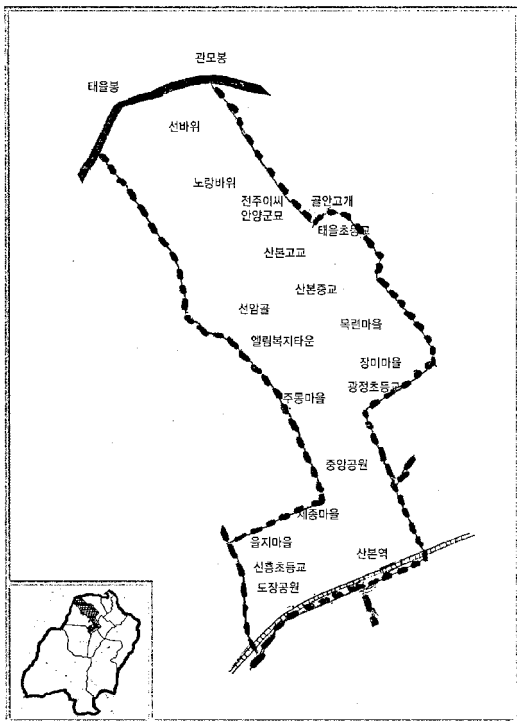 관모봉
태을봉
선바위
노랑바위
전주이씨
안양군묘
골안고개
태을초등교
산본고교
산본중교
선암골
목련마을
엘림복지타운
장미마을
광정초등교
주몽마을
중앙공원
세종마을
을지마을
산본역
신흥초등교
도장공원